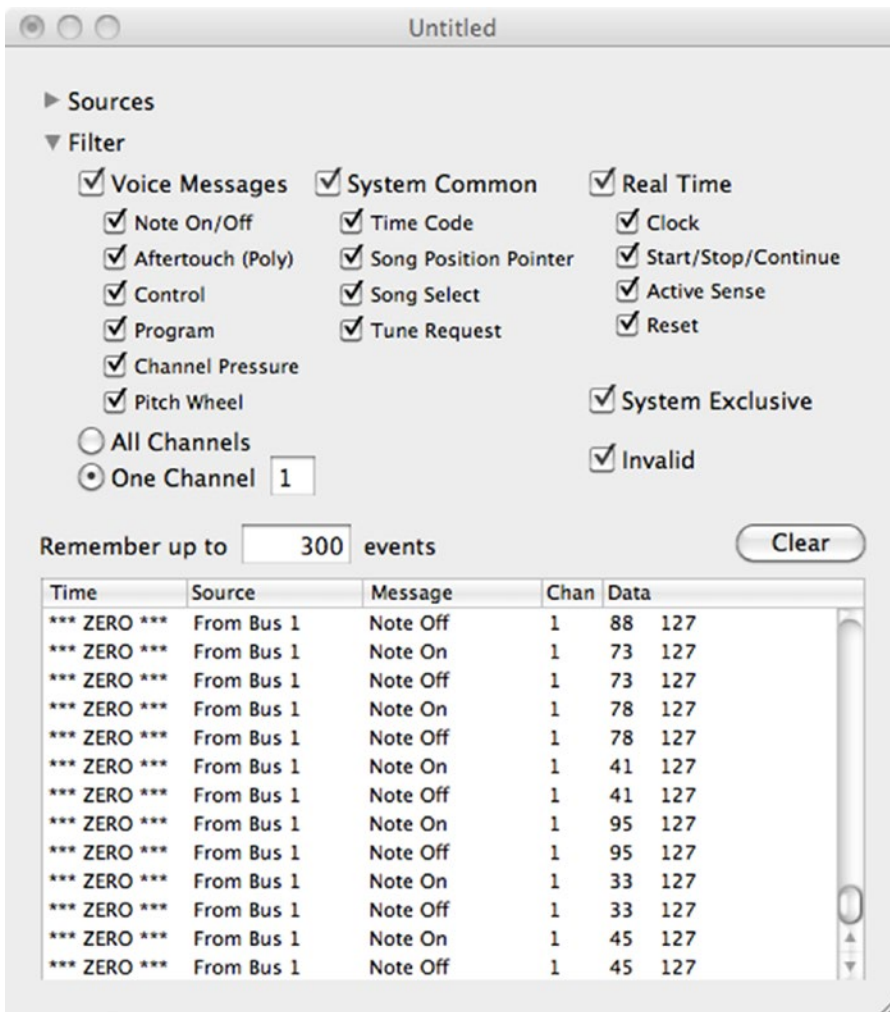 Untitled
Sources
Filter
Voice Messages System Common Real Time
Note On/Off Time Code Clock
Aftertouch (Poly) Song Position Pointer Start/Stop/Continue
Control Song Select Active Sense
Program Tune Request Reset
Channel Pressure
Pitch Wheel System Exclusive
All Channels
One Channel 1 Invalid
Remember up to 300 events Clear
Time Source Message Chan Data
*** ZERO *** From Bus 1 Note Off 1 88 127
*** ZERO *** From Bus 1 Note On 1 73 127
*** ZERO *** From Bus 1 Note Off 1 73 127
*** ZERO *** From Bus 1 Note On 1 78 127
*** ZERO *** From Bus 1 Note Off 1 78 127
*** ZERO *** From Bus 1 Note On 1 41 127
*** ZERO *** From Bus 1 Note Off 1 41 127
*** ZERO *** From Bus 1 Note On 1 95 127
*** ZERO *** From Bus 1 Note Off 1 95 127
*** ZERO *** From Bus 1 Note On 1 33 127
*** ZERO *** From Bus 1 Note Off 1 33 127
*** ZERO *** From Bus 1 Note On 1 45 127
*** ZERO *** From Bus 1 Note Off 1 45 127